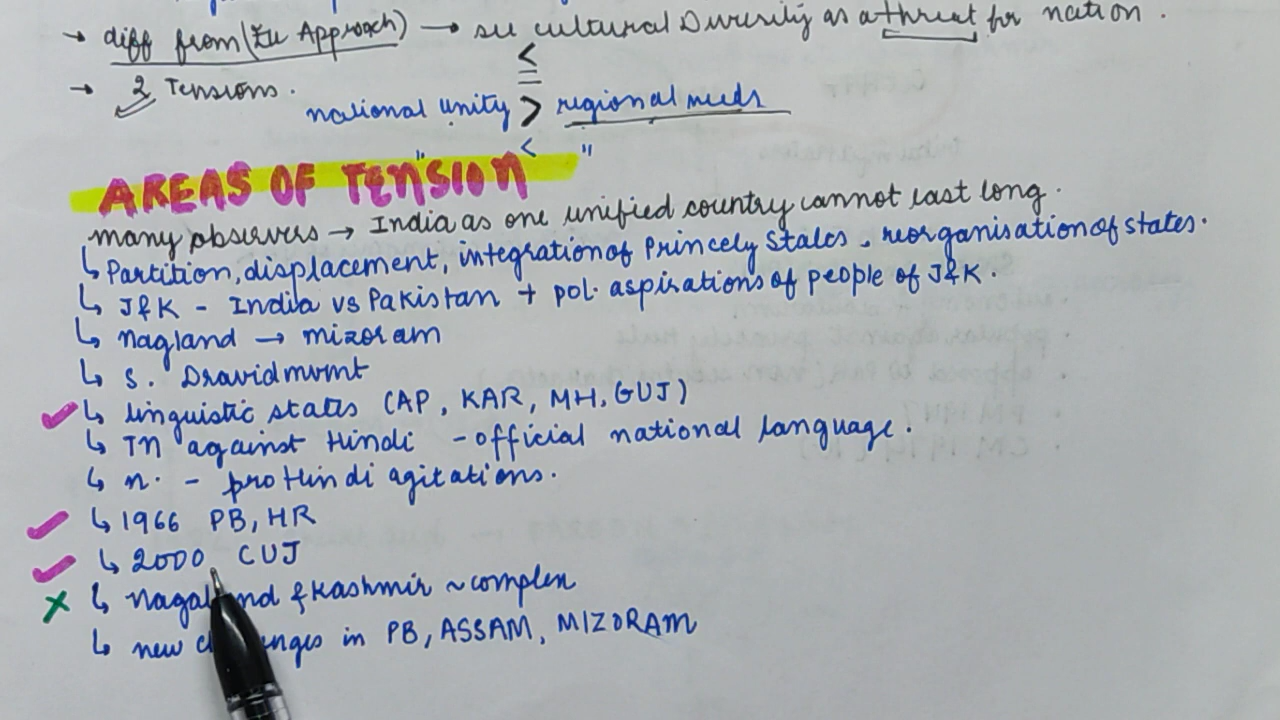 → diff from (Eu Approach) → see cultural Diversity as a threat for nation.
→ 2 Tensions.
<
=
national unity > regional needs
" < "
AREAS OF TENSION
many observers → India as one unified country cannot last long.
↳ Partition, displacement, integration of Princely States, reorganisation of states.
↳ J&K - India vs Pakistan + pol. aspirations of people of J&K.
↳ Nagland → mizoram
↳ S. Dravid mvmt
✓ ↳ linguistic states (AP, KAR, MH, GUJ)
↳ TN against Hindi - official national language.
↳ n. - pro Hindi agitations.
✓ ↳ 1966 PB, HR
✓ ↳ 2000 CUJ
✗ ↳ Nagaland & Kashmir ~ complex
↳ new in PB, ASSAM, MIZORAM